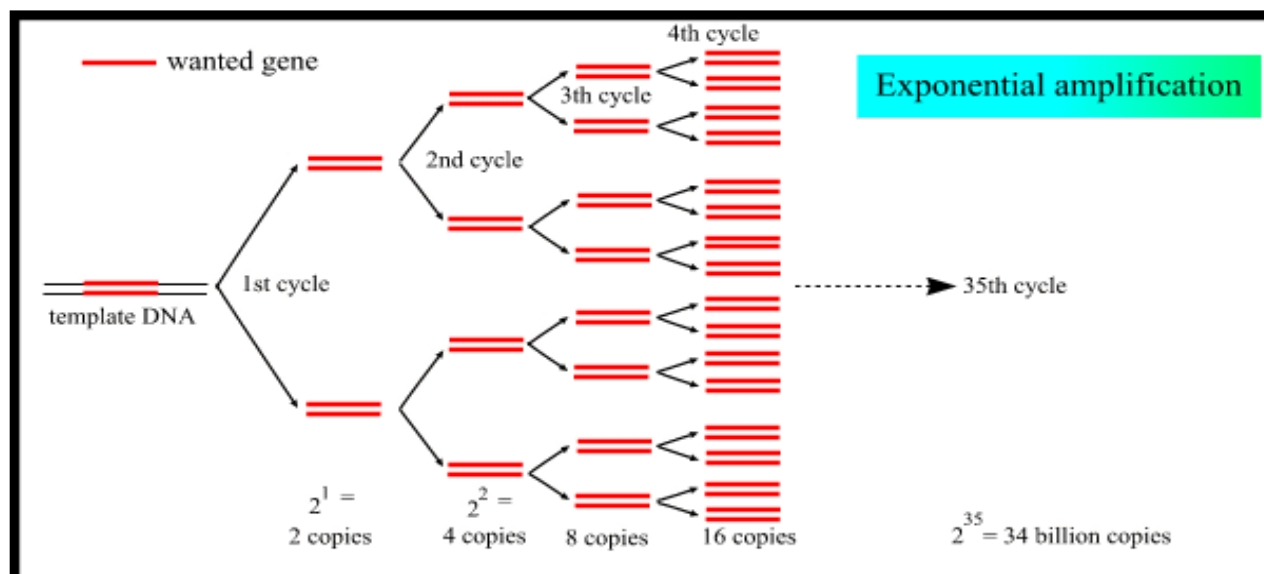 4th cycle
wanted gene
Exponential amplification
3th cycle
2nd cycle
1st cycle
35th cycle
template DNA
2^1 =
2 copies
2^2 =
4 copies
8 copies
16 copies
2^35 = 34 billion copies